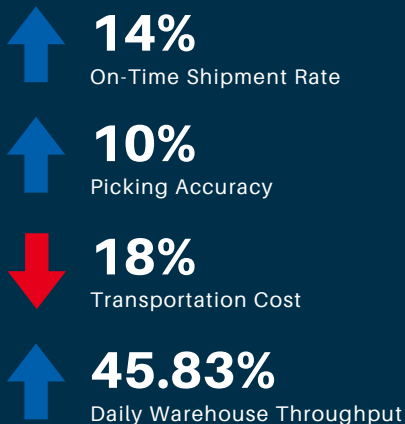 14%
On-Time Shipment Rate
10%
Picking Accuracy
18%
Transportation Cost
45.83%
Daily Warehouse Throughput